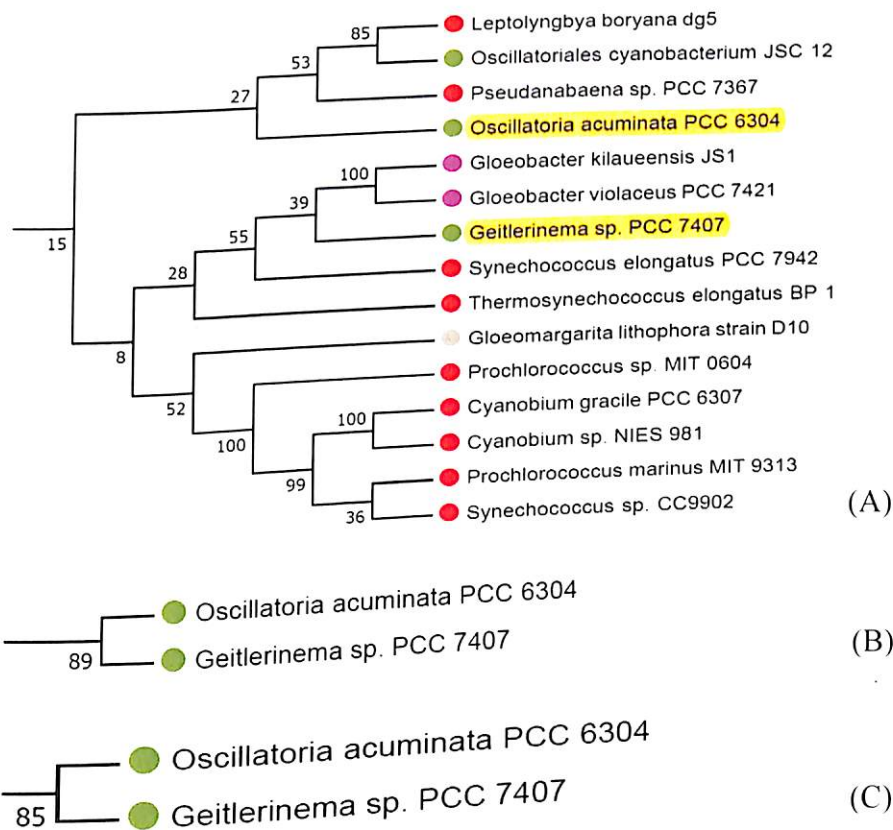 Leptolyngbya boryana dg5
85
Oscillatoriales cyanobacterium JSC 12
53
Pseudanabaena sp. PCC 7367
27
Oscillatoria acuminata PCC 6304
Gloeobacter kilaueensis JS1
100
Gloeobacter violaceus PCC 7421
39
Geitlerinema sp. PCC 7407
15
55
Synechococcus elongatus PCC 7942
28
Thermosynechococcus elongatus BP 1
8
Gloeomargarita lithophora strain D10
Prochlorococcus sp. MIT 0604
52
Cyanobium gracile PCC 6307
100
100
Cyanobium sp. NIES 981
Prochlorococcus marinus MIT 9313
99
36
Synechococcus sp. CC9902
(A)
Oscillatoria acuminata PCC 6304
89
Geitlerinema sp. PCC 7407
(B)
Oscillatoria acuminata PCC 6304
85
Geitlerinema sp. PCC 7407
(C)